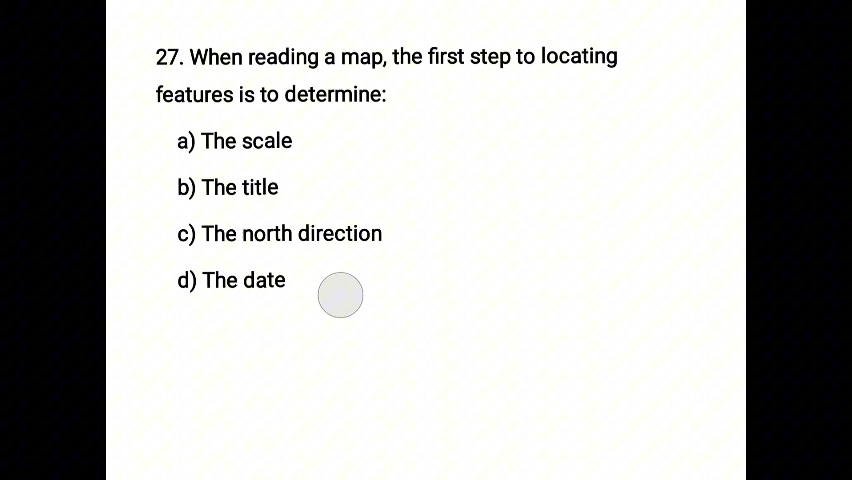 27. When reading a map, the first step to locating
features is to determine:
a) The scale
b) The title
c) The north direction
d) The date